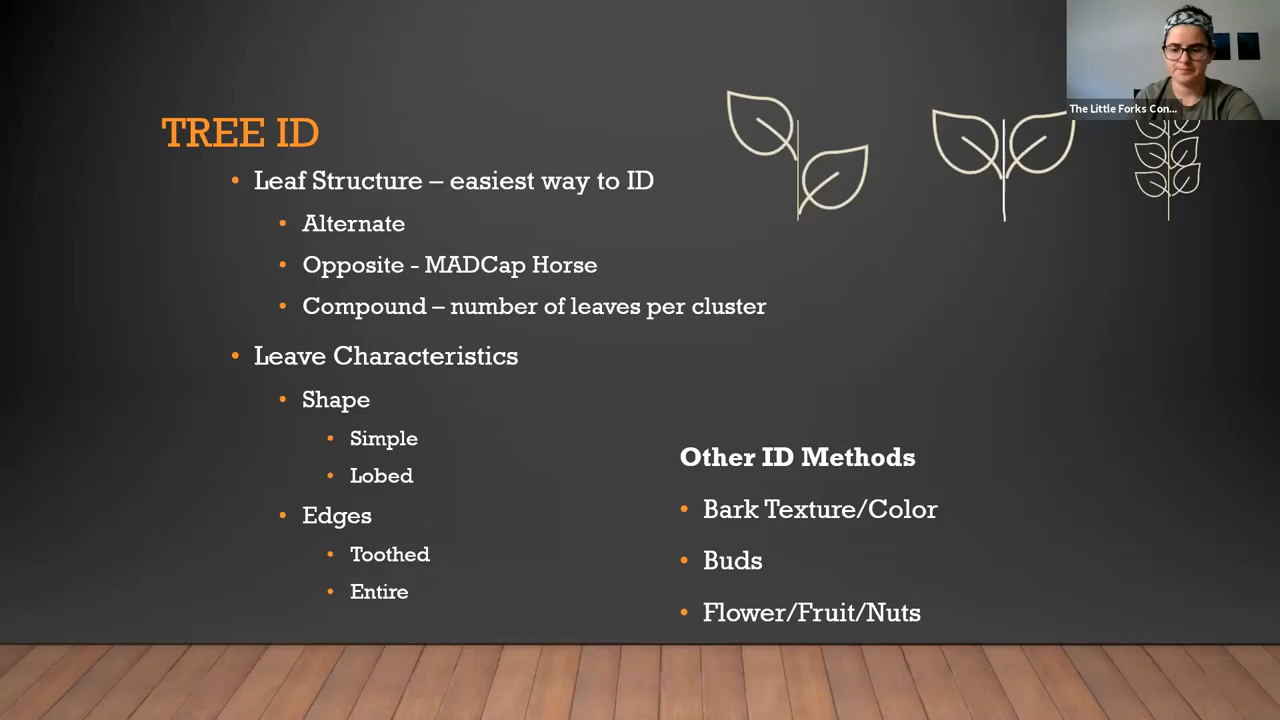 The Little Forks Con...
TREE ID
• Leaf Structure – easiest way to ID
• Alternate
• Opposite - MADCap Horse
• Compound – number of leaves per cluster
• Leave Characteristics
• Shape
• Simple
• Lobed
• Edges
• Toothed
• Entire
Other ID Methods
• Bark Texture/Color
• Buds
• Flower/Fruit/Nuts